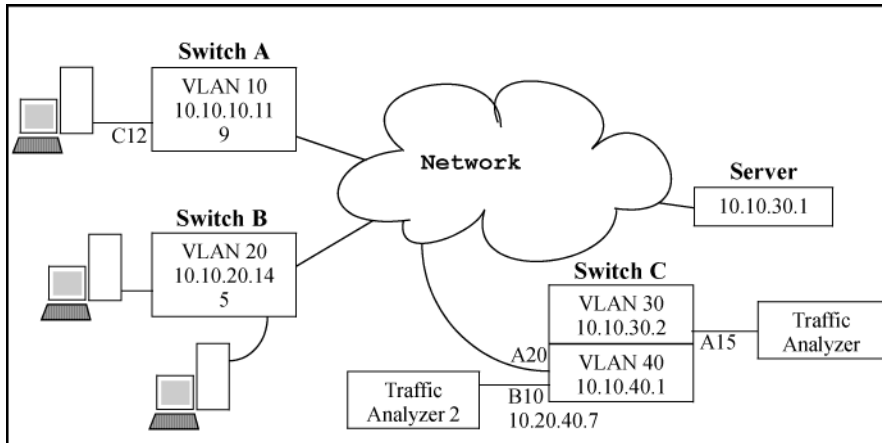 Switch A
VLAN 10
10.10.10.11
9
C12
Network
Server
10.10.30.1
Switch B
VLAN 20
10.10.20.14
5
Switch C
VLAN 30
10.10.30.2
A15
Traffic
Analyzer
A20
VLAN 40
10.10.40.1
Traffic
Analyzer 2
B10
10.20.40.7